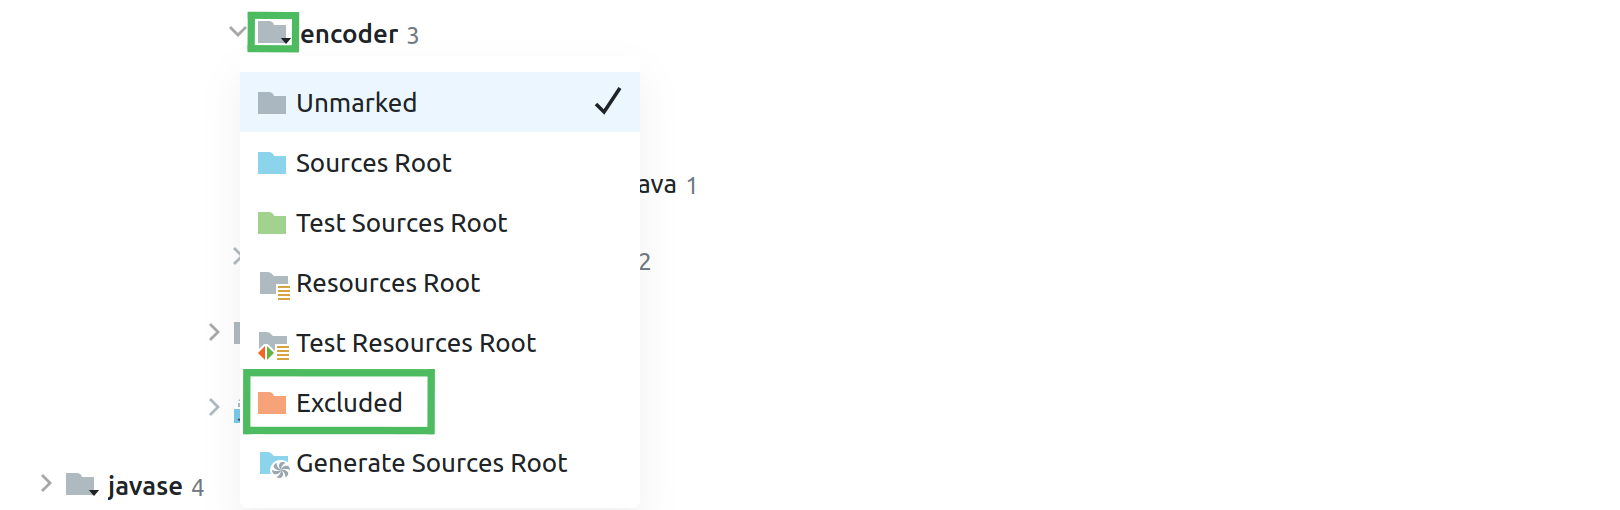 encoder 3
Unmarked
Sources Root
ava 1
Test Sources Root
2
Resources Root
Test Resources Root
Excluded
Generate Sources Root
javase 4